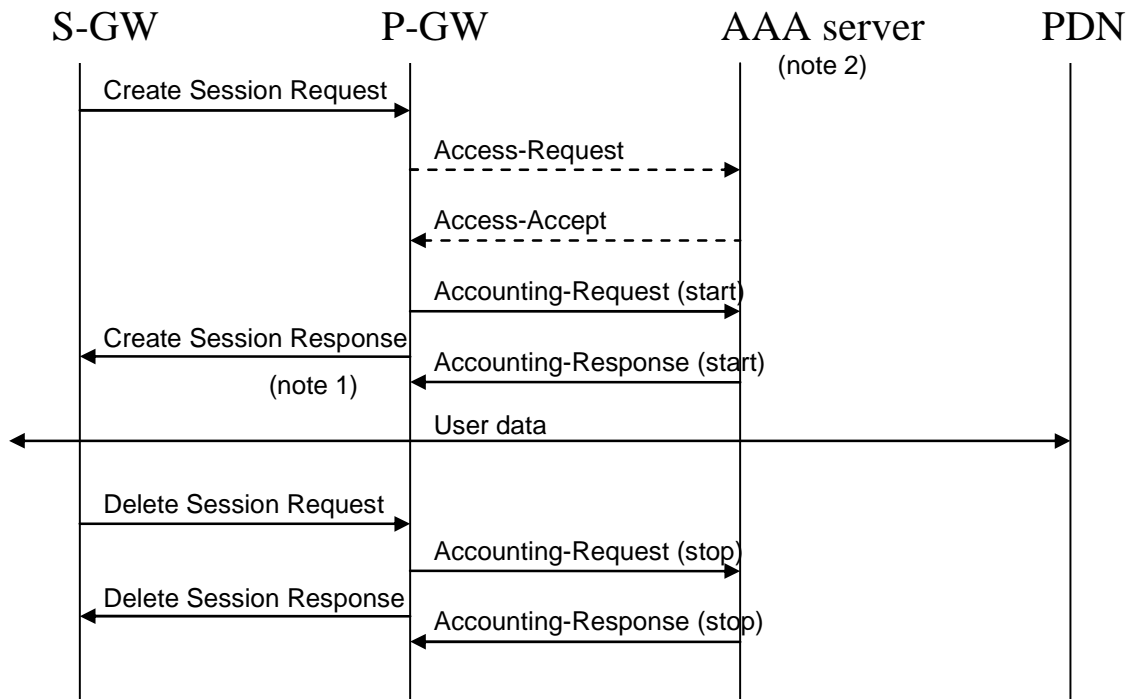 S-GW P-GW AAA server PDN
(note 2)
Create Session Request
Access-Request
Access-Accept
Accounting-Request (start)
Create Session Response
Accounting-Response (start)
(note 1)
User data
Delete Session Request
Accounting-Request (stop)
Delete Session Response
Accounting-Response (stop)